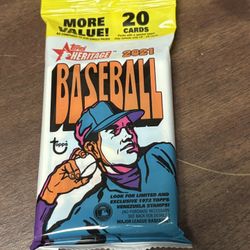 MORE
VALUE!
20
CARDS
Topps
HERITAGE
2021
BASEBALL
Topps
LOOK FOR LIMITED AND
EXCLUSIVE 1972 TOPPS
VENEZUELA STAMPS!
MAJOR LEAGUE BASEBALL